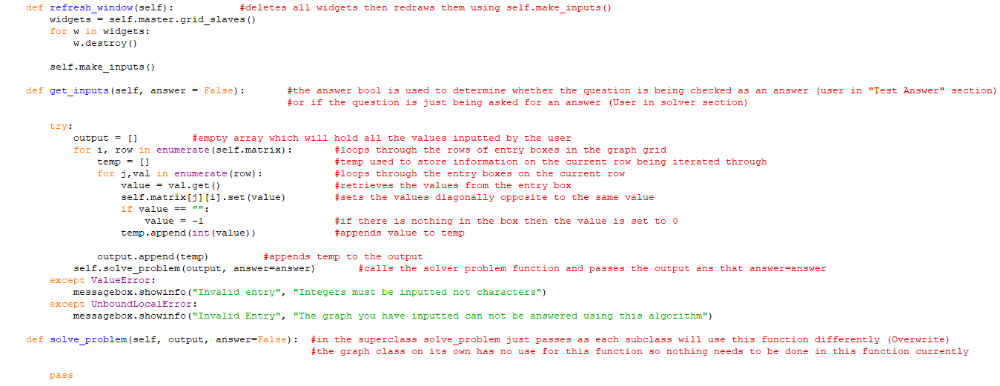 def refresh_window(self):           #deletes all widgets then redraws them using self.make_inputs()
    widgets = self.master.grid_slaves()
    for w in widgets:
        w.destroy()

    self.make_inputs()

def get_inputs(self, answer = False):       #the answer bool is used to determine whether the question is being checked as an answer (user in "Test Answer" section)
                                            #or if the question is just being asked for an answer (User in solver section)

    try:
        output = []         #empty array which will hold all the values inputted by the user
        for i, row in enumerate(self.matrix):       #loops through the rows of entry boxes in the graph grid
            temp = []                               #temp used to store information on the current row being iterated through
            for j,val in enumerate(row):            #loops through the entry boxes on the current row
                value = val.get()                   #retrieves the values from the entry box
                self.matrix[j][i].set(value)        #sets the values diagonally opposite to the same value
                if value == "":
                    value = -1                      #if there is nothing in the box then the value is set to 0
                temp.append(int(value))             #appends value to temp

            output.append(temp)         #appends temp to the output
        self.solve_problem(output, answer=answer)       #calls the solver problem function and passes the output ans that answer=answer
    except ValueError:
        messagebox.showinfo("Invalid entry", "Integers must be inputted not characters")
    except UnboundLocalError:
        messagebox.showinfo("Invalid Entry", "The graph you have inputted can not be answered using this algorithm")

def solve_problem(self, output, answer=False):  #in the superclass solve_problem just passes as each subclass will use this function differently (Overwrite)
                                                #the graph class on its own has no use for this function so nothing needs to be done in this function currently

    pass